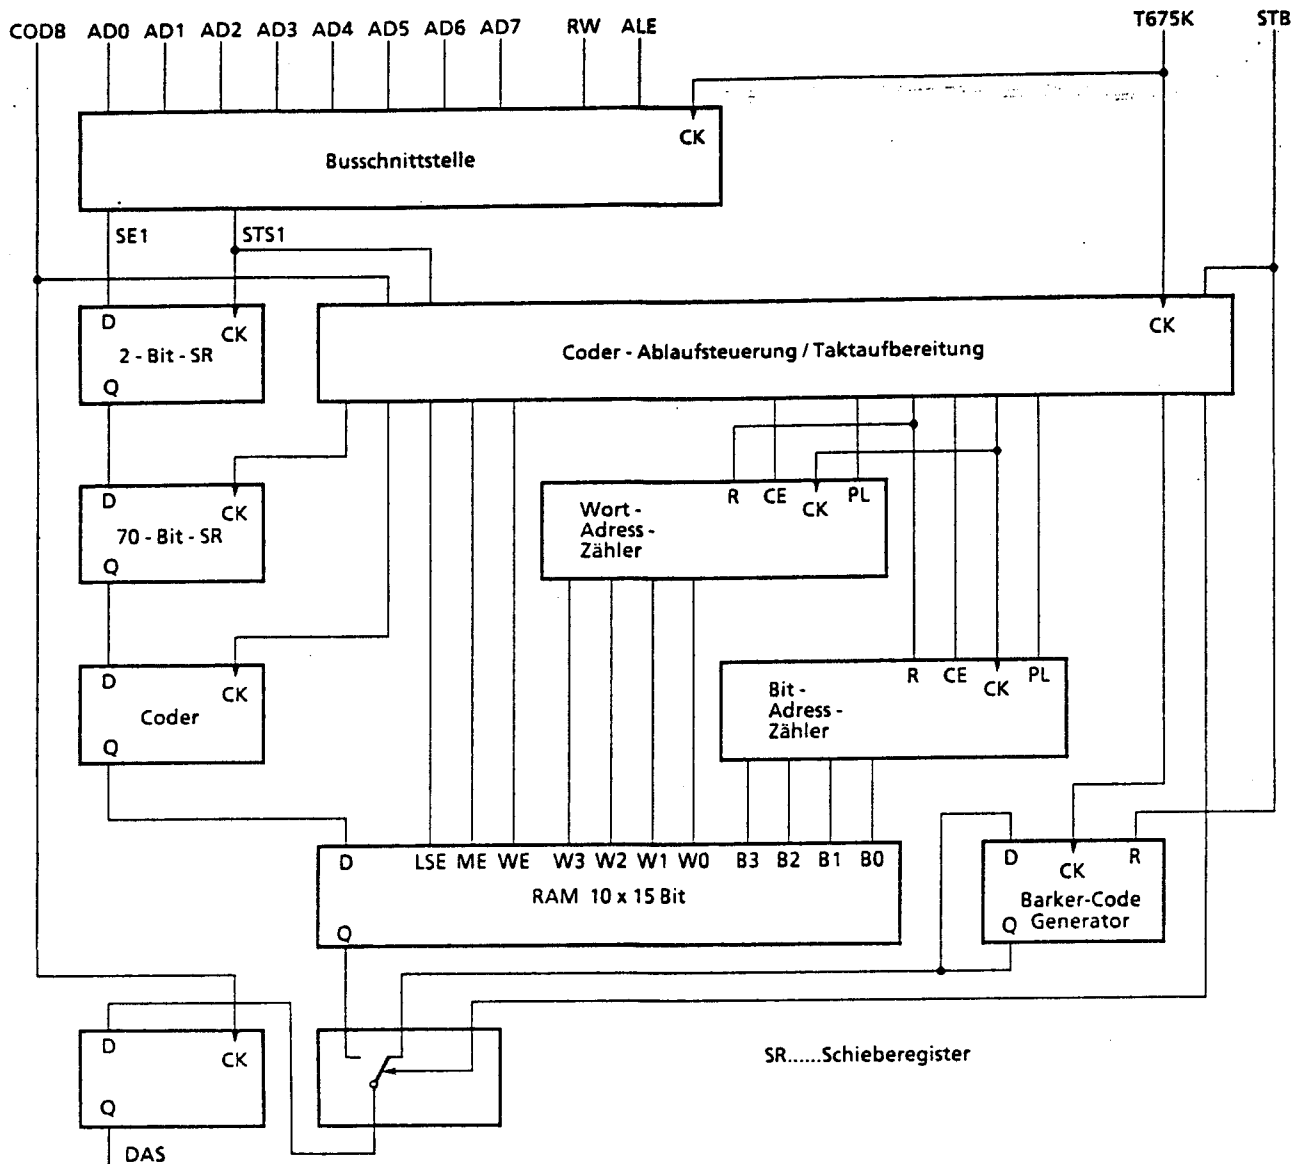 COD8 AD0 AD1 AD2 AD3 AD4 AD5 AD6 AD7 RW ALE T675K STB
CK
Busschnittstelle
SE1 STS1
D CK
2 - Bit - SR
Q
CK
Coder - Ablaufsteuerung / Taktaufbereitung
D CK
70 - Bit - SR
Q
R CE CK PL
Wort -
Adress -
Zähler
D CK
Coder
Q
R CE CK PL
Bit -
Adress -
Zähler
D LSE ME WE W3 W2 W1 W0 B3 B2 B1 B0
RAM 10 x 15 Bit
Q
D CK R
Barker-Code
Q Generator
D CK
Q
SR......Schieberegister
DAS